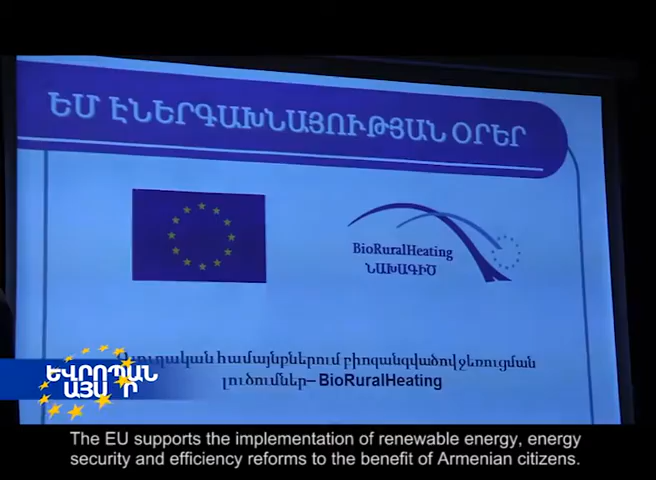 ԵՄ ԷՆԵՐԳԱԽՆԱՅՈՒԹՅԱՆ ՕՐԵՐ
BioRuralHeating
ՆԱԽԱԳԻԾ
համայնքներում բիոզանգվածով ջեռուցման
լուծումներ– BioRuralHeating
ԵՎՐՈՊԱՆ
ԱՅՍՕՐ
The EU supports the implementation of renewable energy, energy
security and efficiency reforms to the benefit of Armenian citizens.